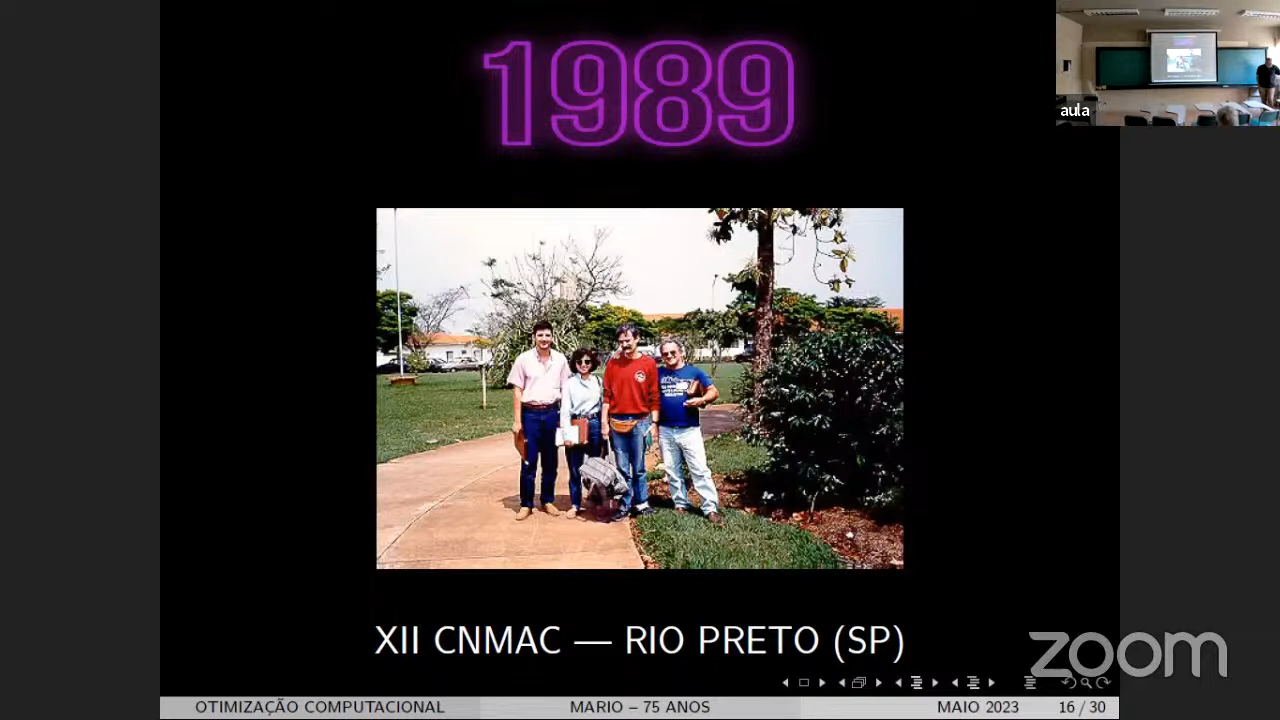 1989
aula
XII CNMAC — RIO PRETO (SP)
zoom
OTIMIZAÇÃO COMPUTACIONAL MARIO – 75 ANOS MAIO 2023 16 / 30